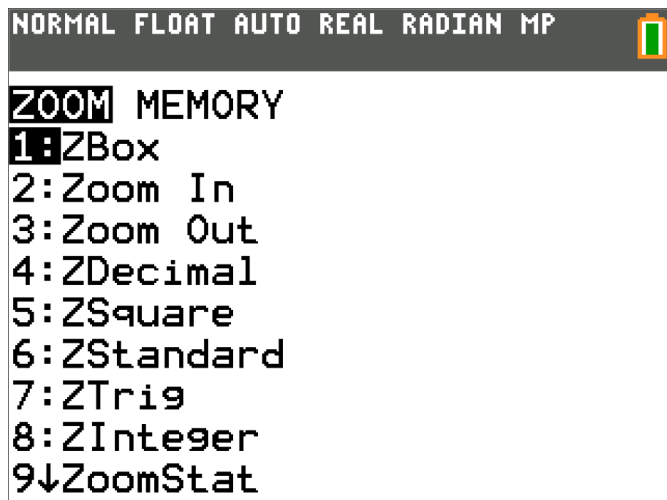 NORMAL FLOAT AUTO REAL RADIAN MP
ZOOM MEMORY
1:ZBox
2:Zoom In
3:Zoom Out
4:ZDecimal
5:ZSquare
6:ZStandard
7:ZTrig
8:ZInteger
9↓ZoomStat